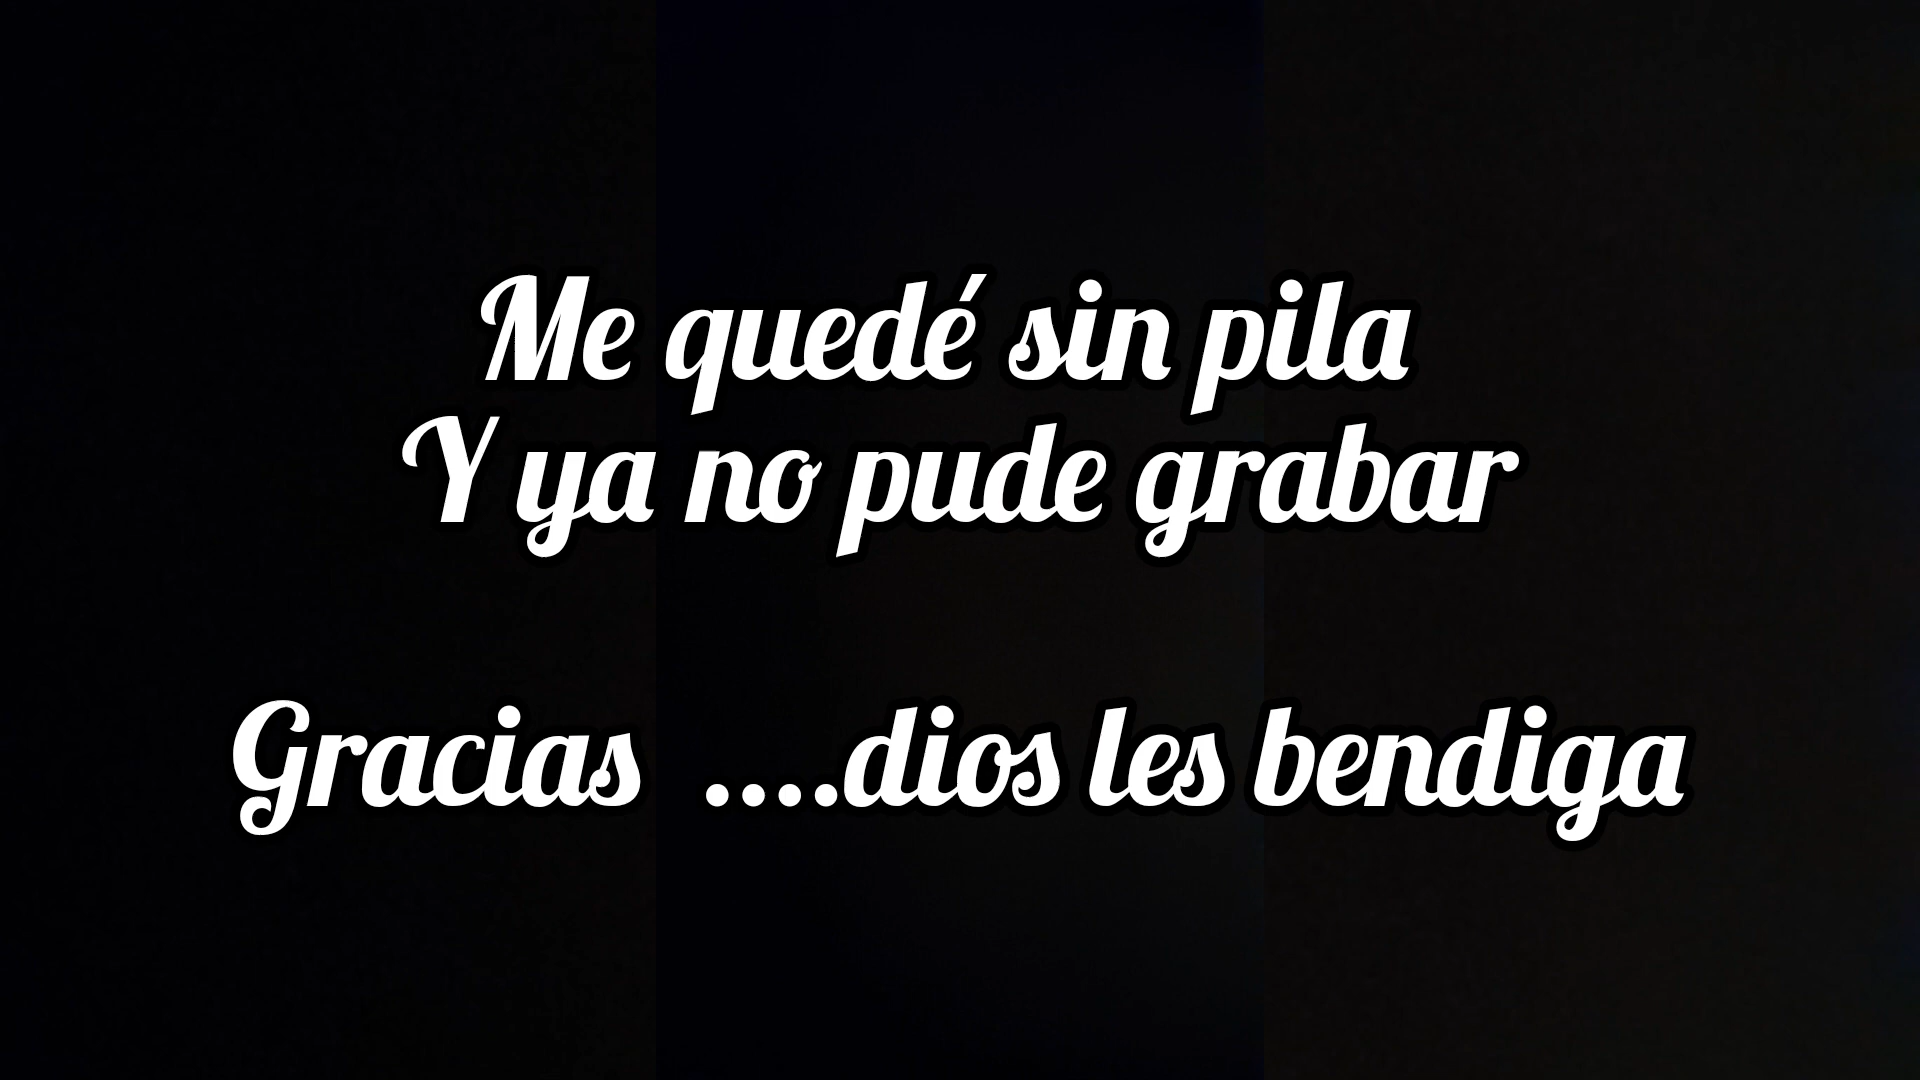 Me quedé sin pila
Y ya no pude grabar
Gracias ....dios les bendiga